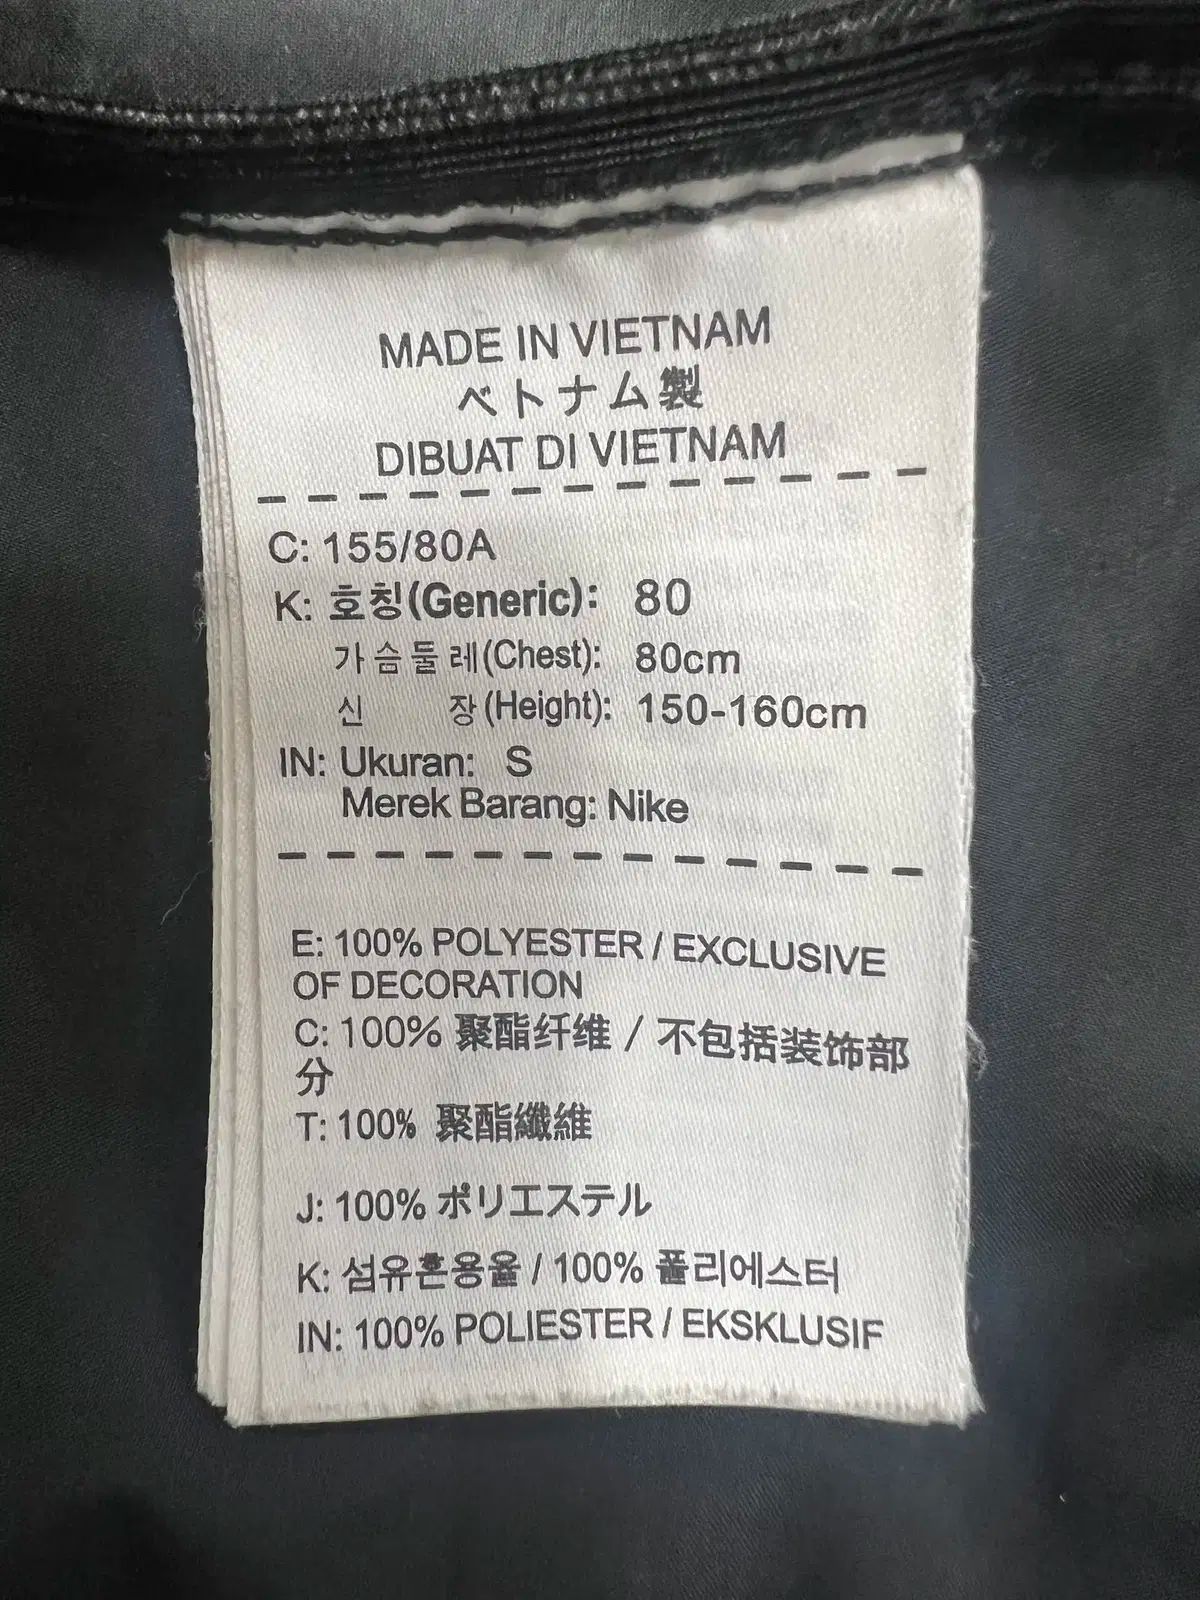 MADE IN VIETNAM
ベトナム製
DIBUAT DI VIETNAM
C: 155/80A
K: 호칭(Generic): 80
가슴둘레(Chest): 80cm
신 장(Height): 150-160cm
IN: Ukuran: S
Merek Barang: Nike
E: 100% POLYESTER / EXCLUSIVE
OF DECORATION
C: 100% 聚酯纤维 / 不包括装饰部
分
T: 100% 聚酯纖維
J: 100% ポリエステル
K: 섬유혼용율 / 100% 폴리에스터
IN: 100% POLIESTER / EKSKLUSIF